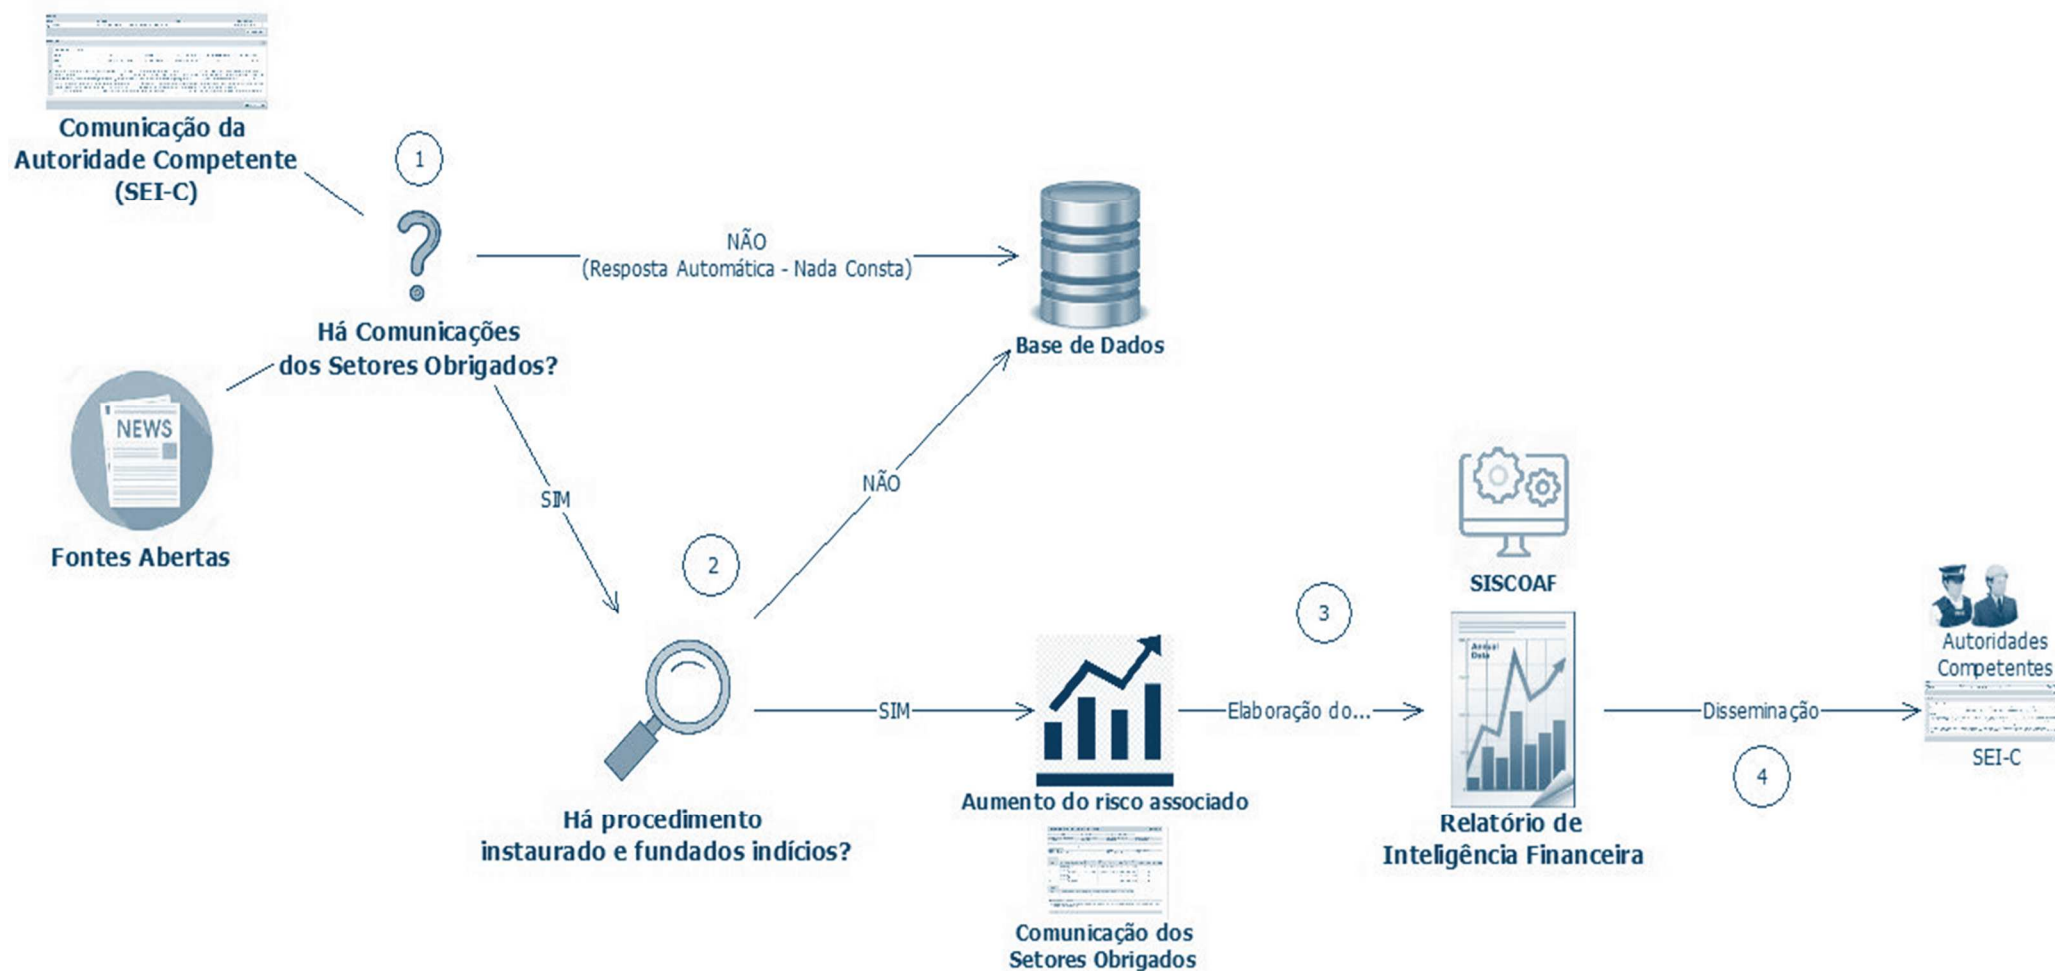 Comunicação da
Autoridade Competente
(SEI-C)
1
NÃO
(Resposta Automática - Nada Consta)
Há Comunicações
dos Setores Obrigados?
Base de Dados
NEWS
Fontes Abertas
SIM
NÃO
2
Há procedimento
instaurado e fundados indícios?
SIM
Aumento do risco associado
Comunicação dos
Setores Obrigados
3
Elaboração do...
SISCOAF
Annual
Data
Relatório de
Inteligência Financeira
Disseminação
4
Autoridades
Competentes
SEI-C